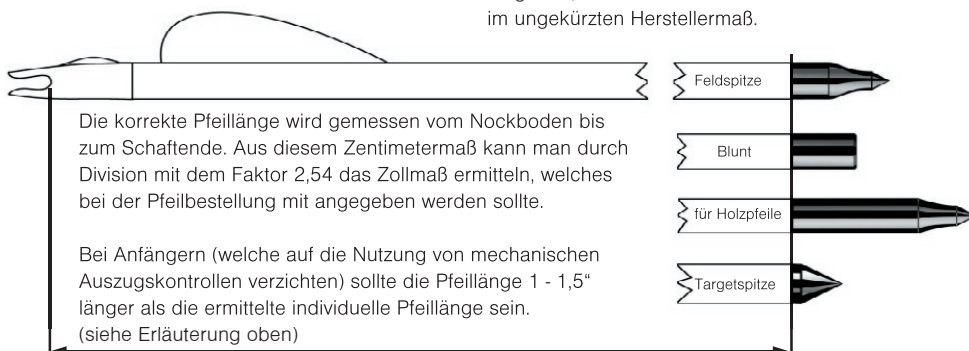 im ungekürzten Herstellermaß.
Feldspitze
Die korrekte Pfeillänge wird gemessen vom Nockboden bis
zum Schaftende. Aus diesem Zentimetermaß kann man durch
Division mit dem Faktor 2,54 das Zollmaß ermitteln, welches
bei der Pfeilbestellung mit angegeben werden sollte.
Blunt
für Holzpfeile
Bei Anfängern (welche auf die Nutzung von mechanischen
Auszugskontrollen verzichten) sollte die Pfeillänge 1 - 1,5“
länger als die ermittelte individuelle Pfeillänge sein.
(siehe Erläuterung oben)
Targetspitze